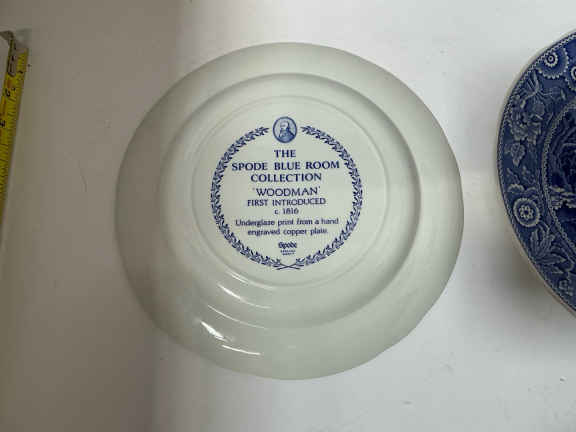 THE
SPODE BLUE ROOM
COLLECTION
'WOODMAN'
FIRST INTRODUCED
c. 1816
Underglaze print from a hand
engraved copper plate.
Spode